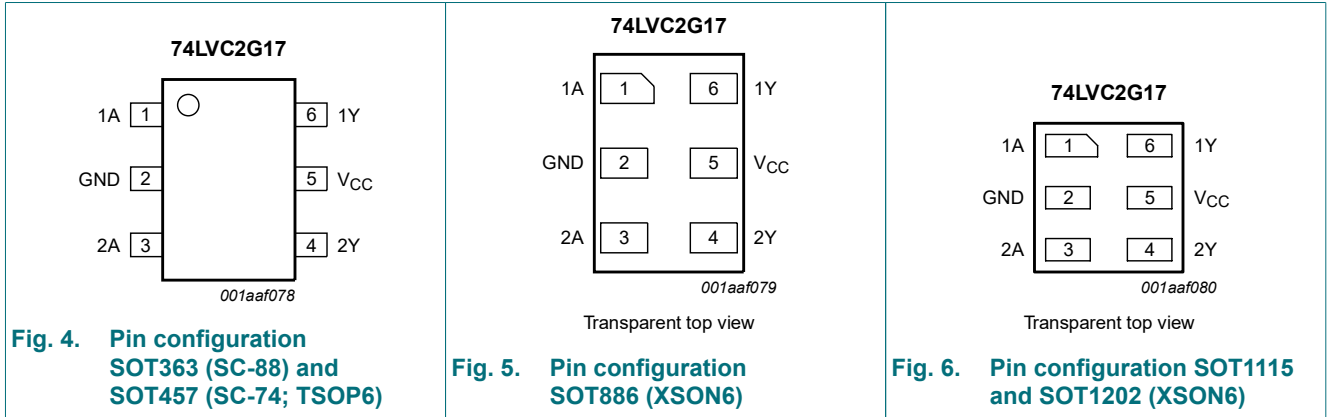 74LVC2G17
1A 1 6 1Y
GND 2 5 VCC
2A 3 4 2Y
001aaf078
Fig. 4. Pin configuration
SOT363 (SC-88) and
SOT457 (SC-74; TSOP6)
74LVC2G17
1A 1 6 1Y
GND 2 5 VCC
2A 3 4 2Y
001aaf079
Transparent top view
Fig. 5. Pin configuration
SOT886 (XSON6)
74LVC2G17
1A 1 6 1Y
GND 2 5 VCC
2A 3 4 2Y
001aaf080
Transparent top view
Fig. 6. Pin configuration SOT1115
and SOT1202 (XSON6)